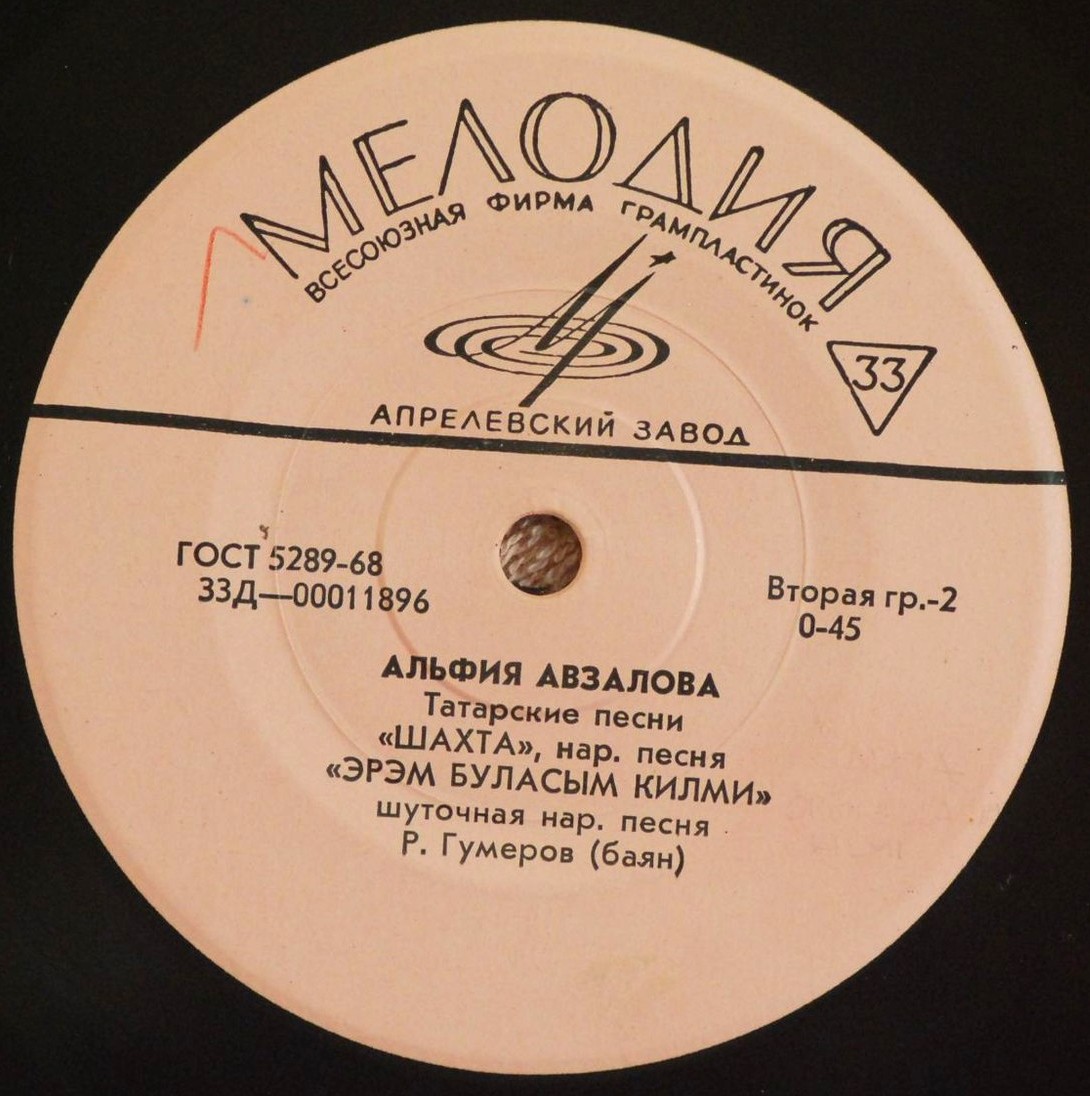 МЕЛОДИЯ
ВСЕСОЮЗНАЯ ФИРМА ГРАМПЛАСТИНОК
33
АПРЕЛЕВСКИЙ ЗАВОД
ГОСТ 5289-68
33Д—00011896
Вторая гр.-2
0-45
АЛЬФИЯ АВЗАЛОВА
Татарские песни
«ШАХТА», нар. песня
«ЭРЭМ БУЛАСЫМ КИЛМИ»
шуточная нар. песня
Р. Гумеров (баян)